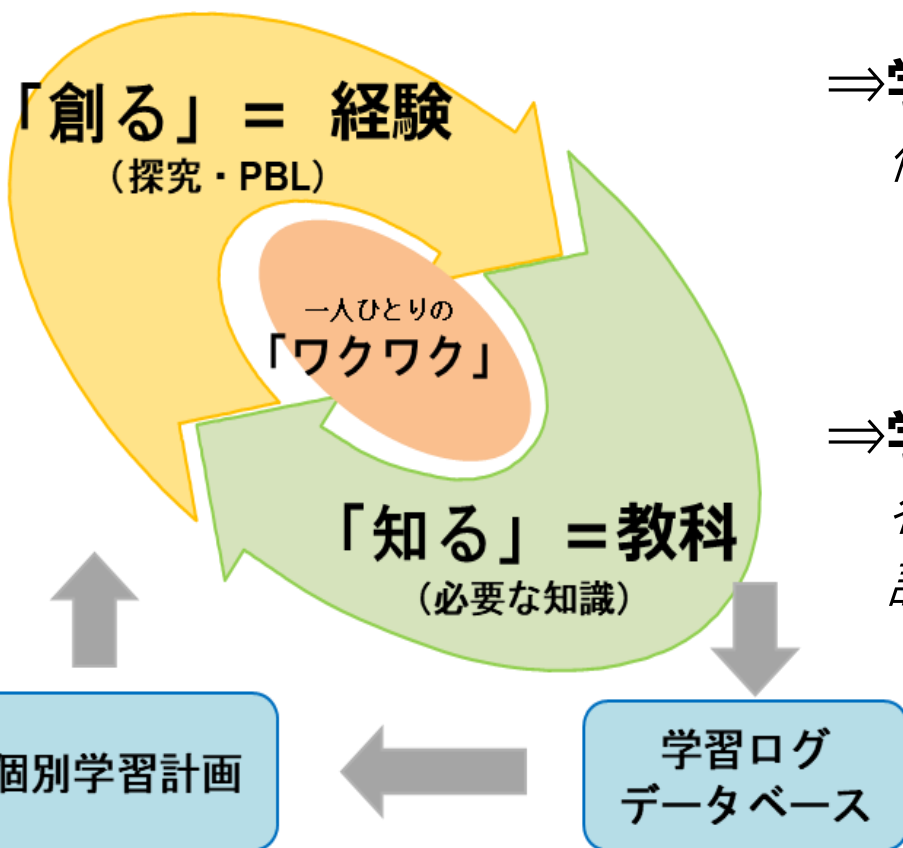 「創る」= 経験
（探究・PBL）
一人ひとりの
「ワクワク」
「知る」=教科
（必要な知識）
個別学習計画
学習ログ
データベース
⇒学
⇒学